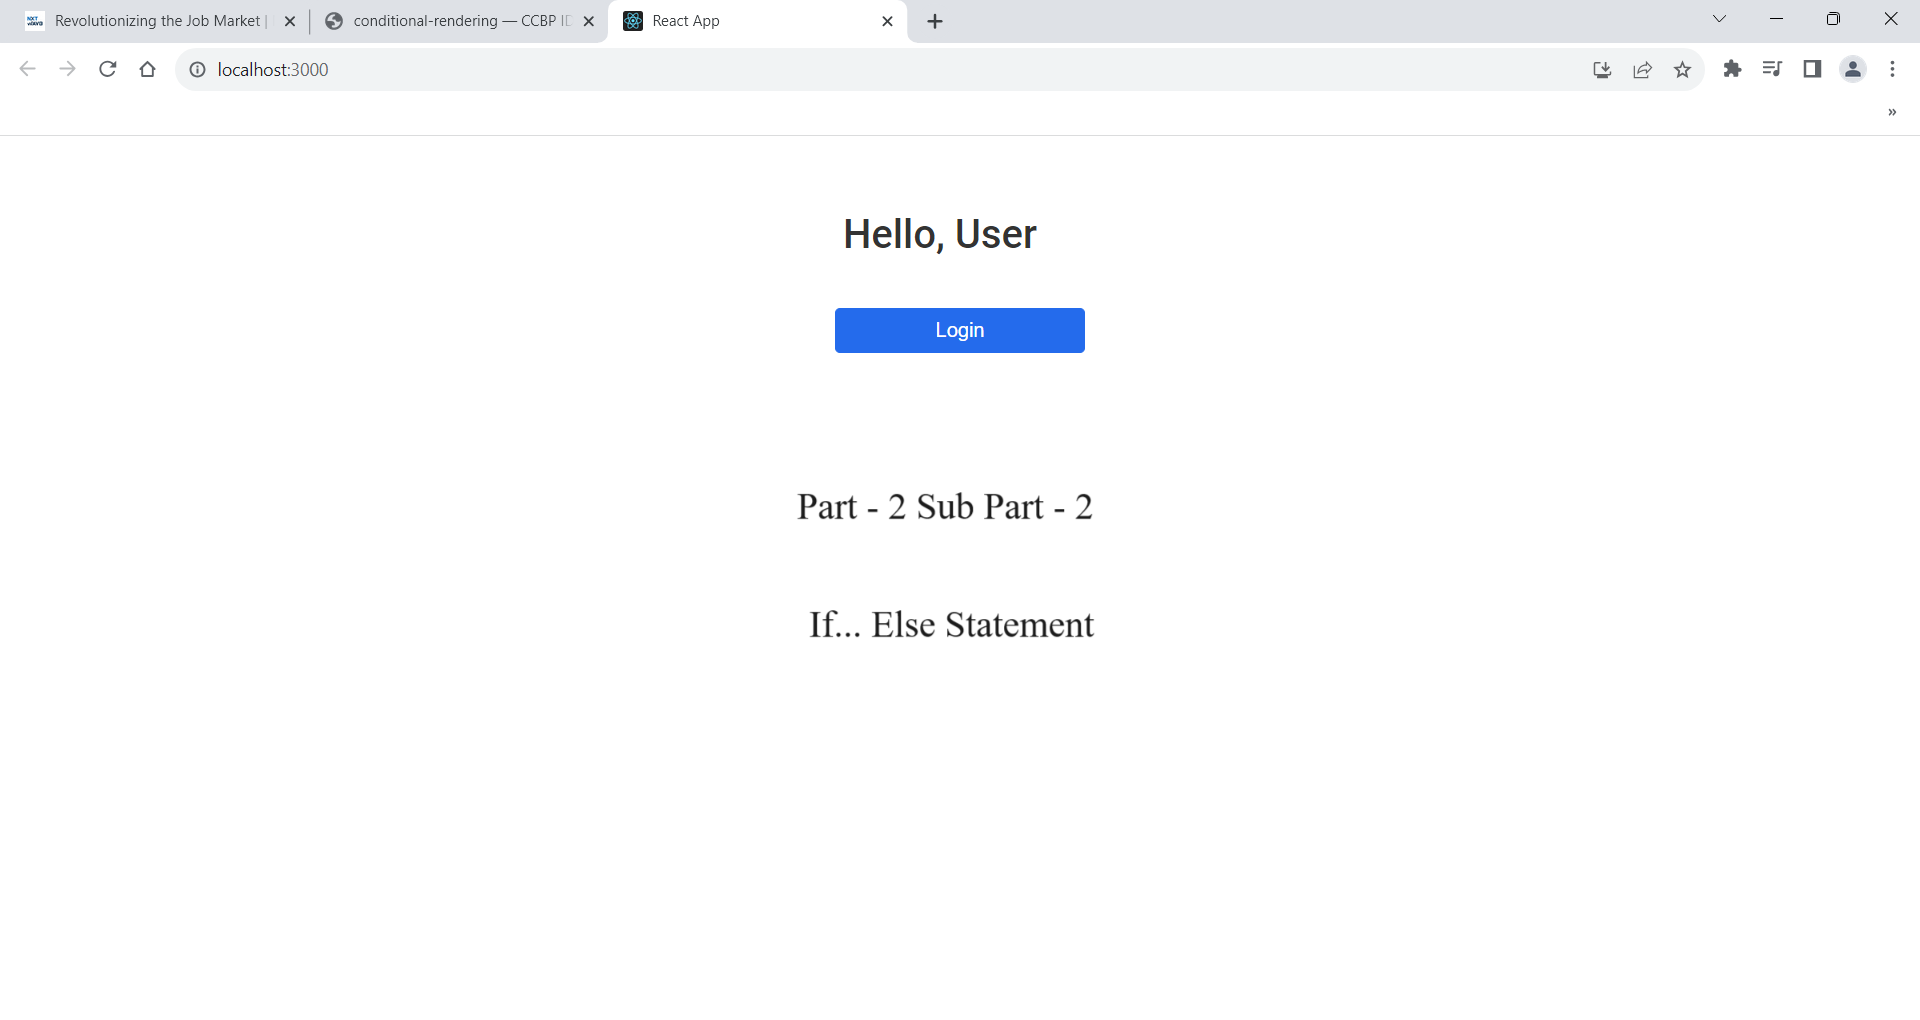 Revolutionizing the Job Market |
conditional-rendering — CCBP
React App
localhost:3000
»
Hello, User
Login
Part - 2 Sub Part - 2
If... Else Statement